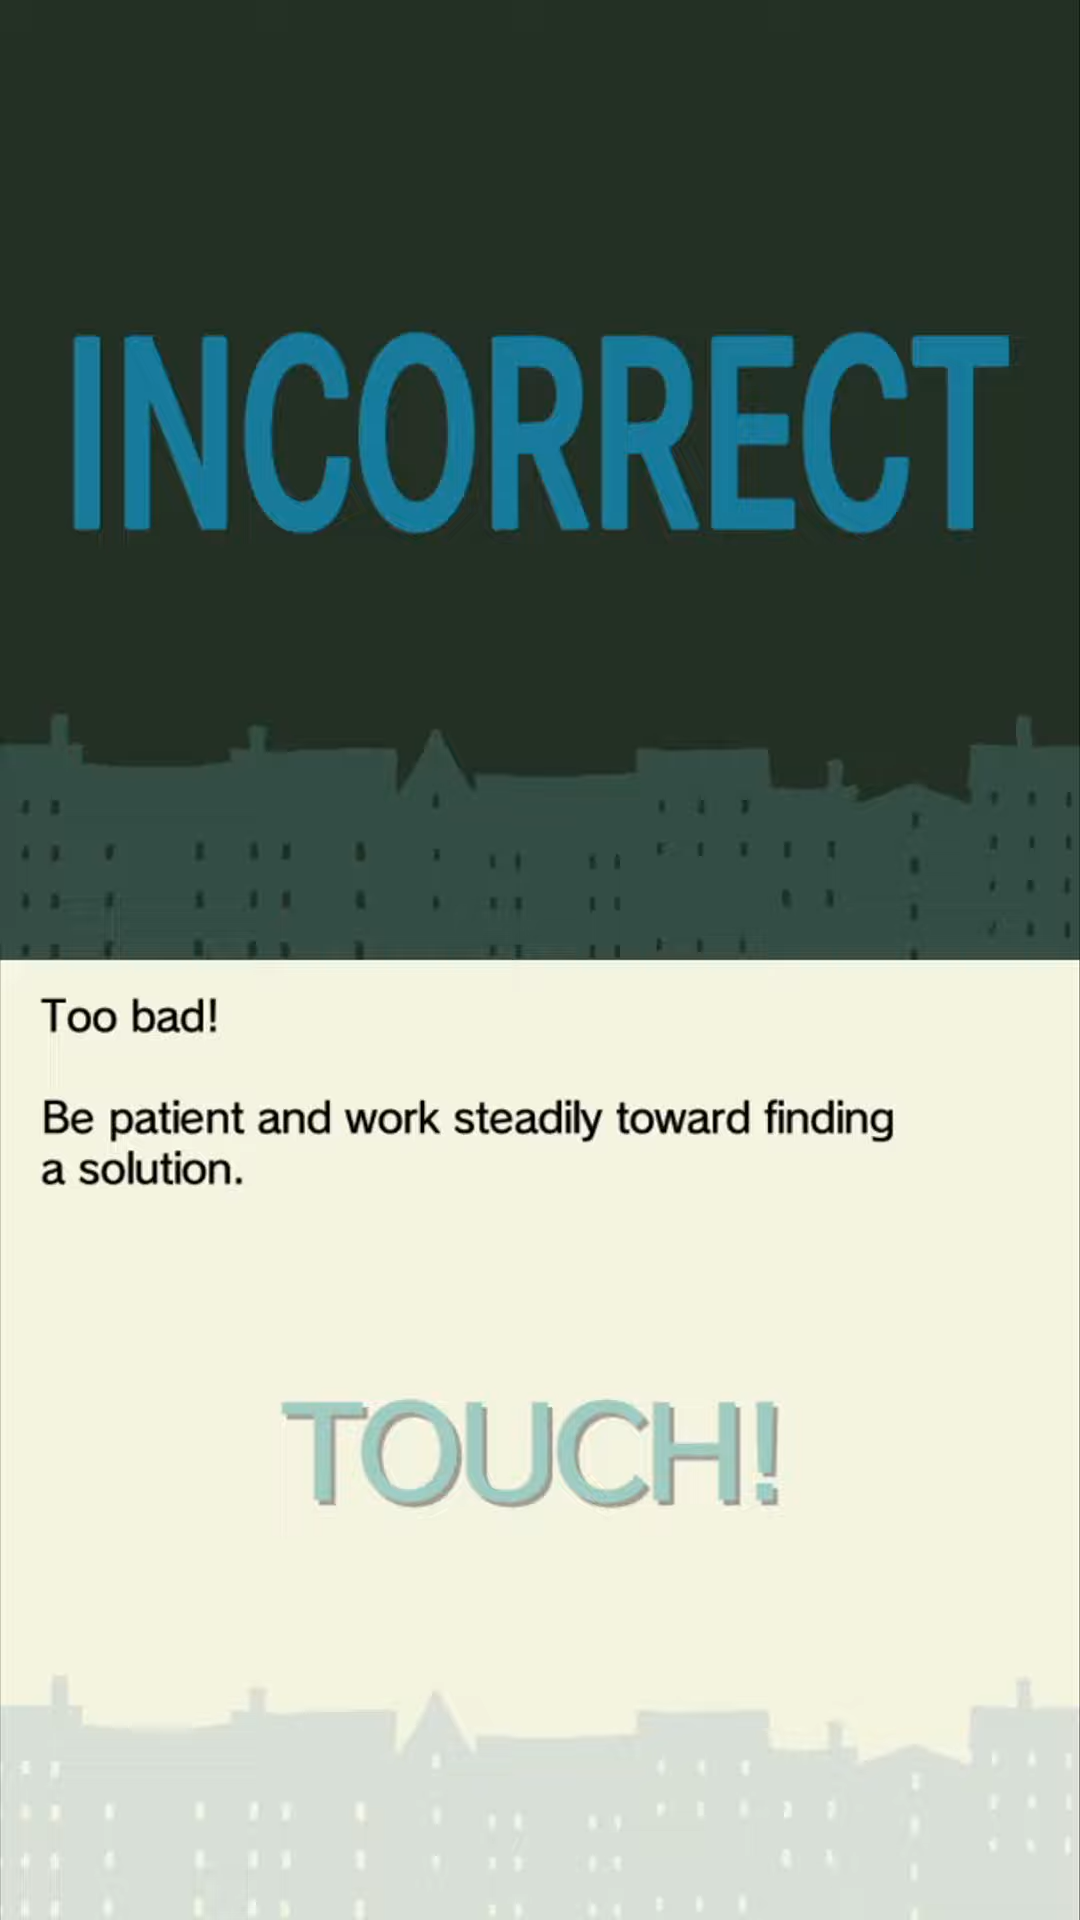 INCORRECT
Too bad!
Be patient and work steadily toward finding
a solution.
TOUCH!